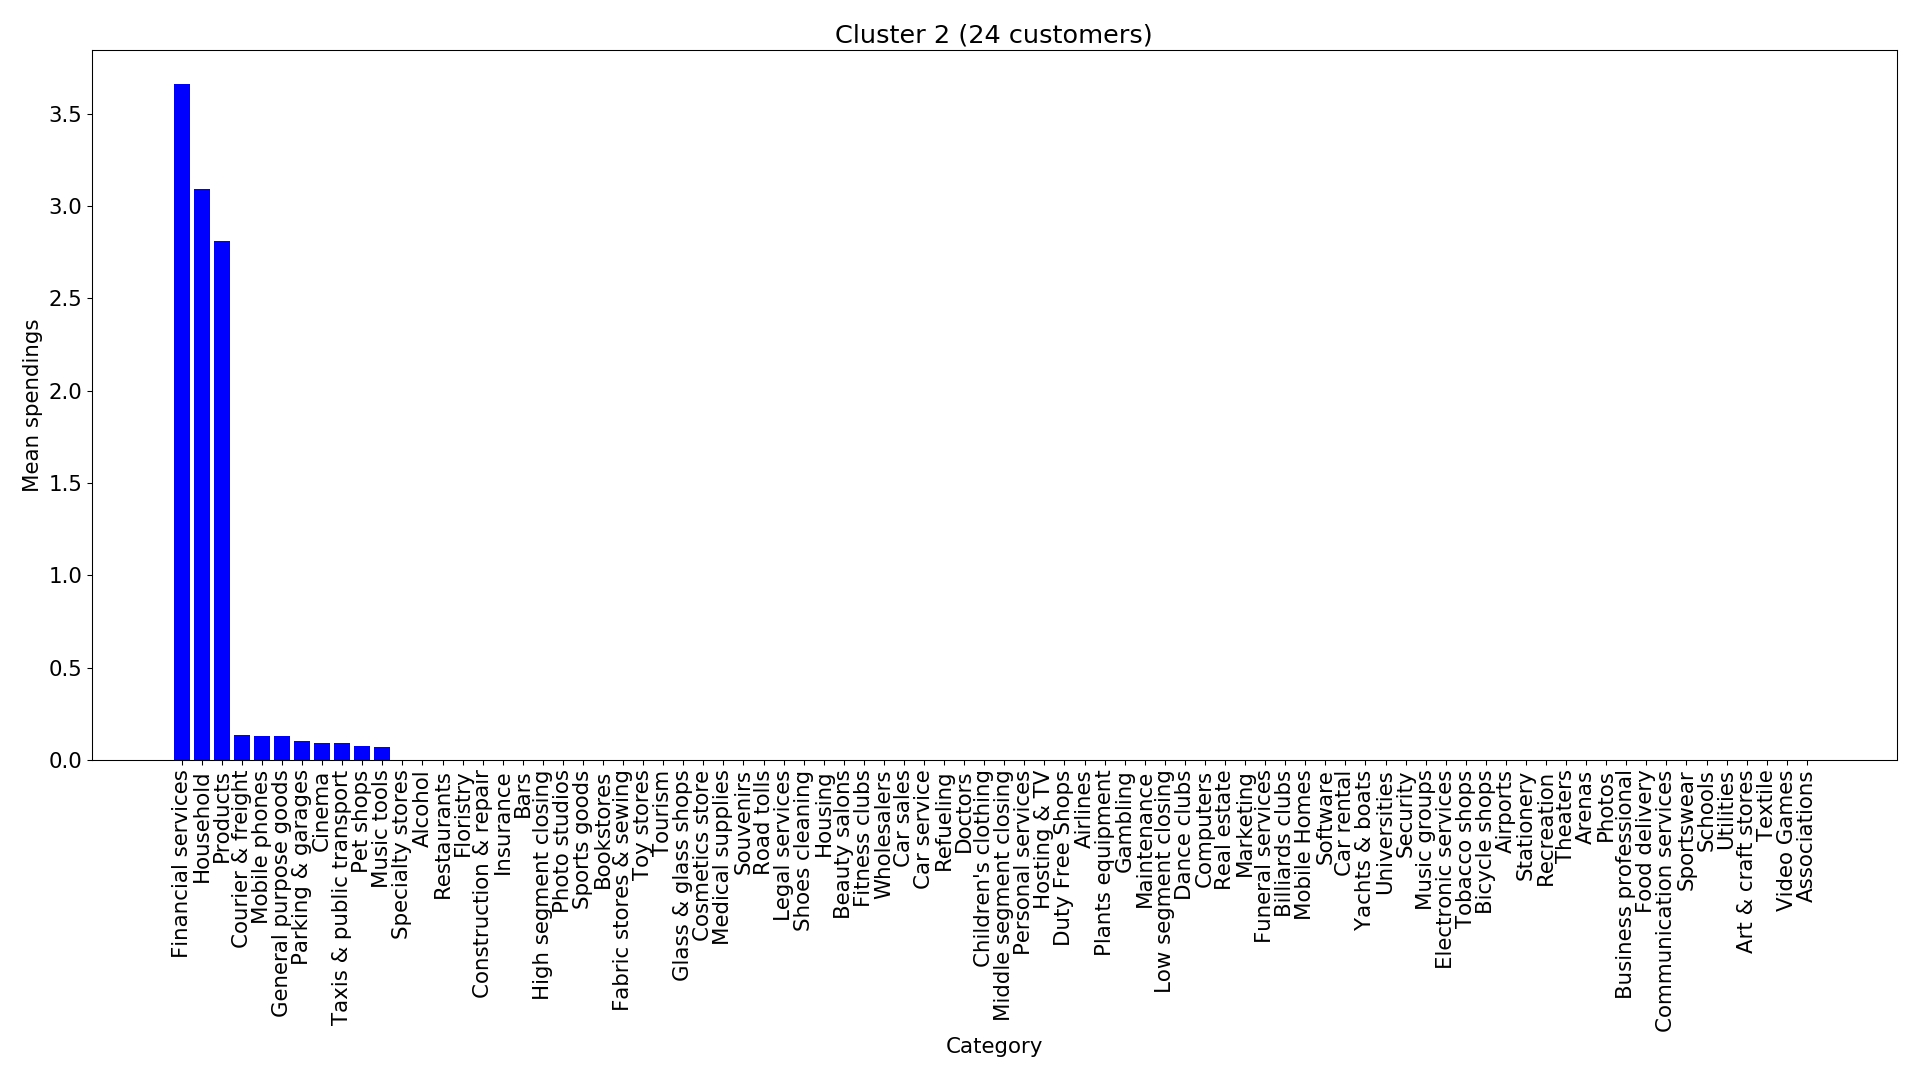 Cluster 2 (24 customers)
Mean spendings
3.5
3.0
2.5
2.0
1.5
1.0
0.5
0.0
Financial services
Household
Products
Courier & freight
Mobile phones
General purpose goods
Parking & garages
Cinema
Taxis & public transport
Pet shops
Music tools
Specialty stores
Alcohol
Restaurants
Floristry
Construction & repair
Insurance
Bars
High segment closing
Photo studios
Sports goods
Bookstores
Fabric stores & sewing
Toy stores
Tourism
Glass & glass shops
Cosmetics store
Medical supplies
Souvenirs
Road tolls
Legal services
Shoes cleaning
Housing
Beauty salons
Fitness clubs
Wholesalers
Car sales
Car service
Refueling
Doctors
Children's clothing
Middle segment closing
Personal services
Hosting & TV
Duty Free Shops
Airlines
Plants equipment
Gambling
Maintenance
Low segment closing
Dance clubs
Computers
Real estate
Marketing
Funeral services
Billiards clubs
Mobile Homes
Software
Car rental
Yachts & boats
Universities
Security
Music groups
Electronic services
Tobacco shops
Bicycle shops
Airports
Stationery
Recreation
Theaters
Arenas
Photos
Business professional
Food delivery
Communication services
Sportswear
Schools
Utilities
Art & craft stores
Textile
Video Games
Associations
Category